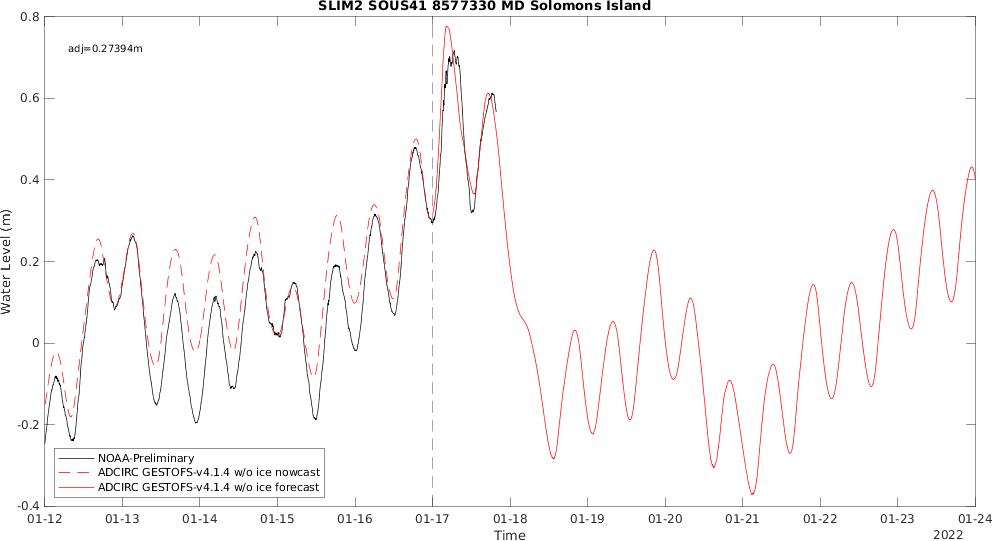 SLIM2 SOUS41 8577330 MD Solomons Island
adj=0.27394m
Water Level (m)
0.8
0.6
0.4
0.2
0
-0.2
-0.4
NOAA-Preliminary
ADCIRC GESTOFS-v4.1.4 w/o ice nowcast
ADCIRC GESTOFS-v4.1.4 w/o ice forecast
01-12 01-13 01-14 01-15 01-16 01-17 01-18 01-19 01-20 01-21 01-22 01-23 01-24
Time
2022